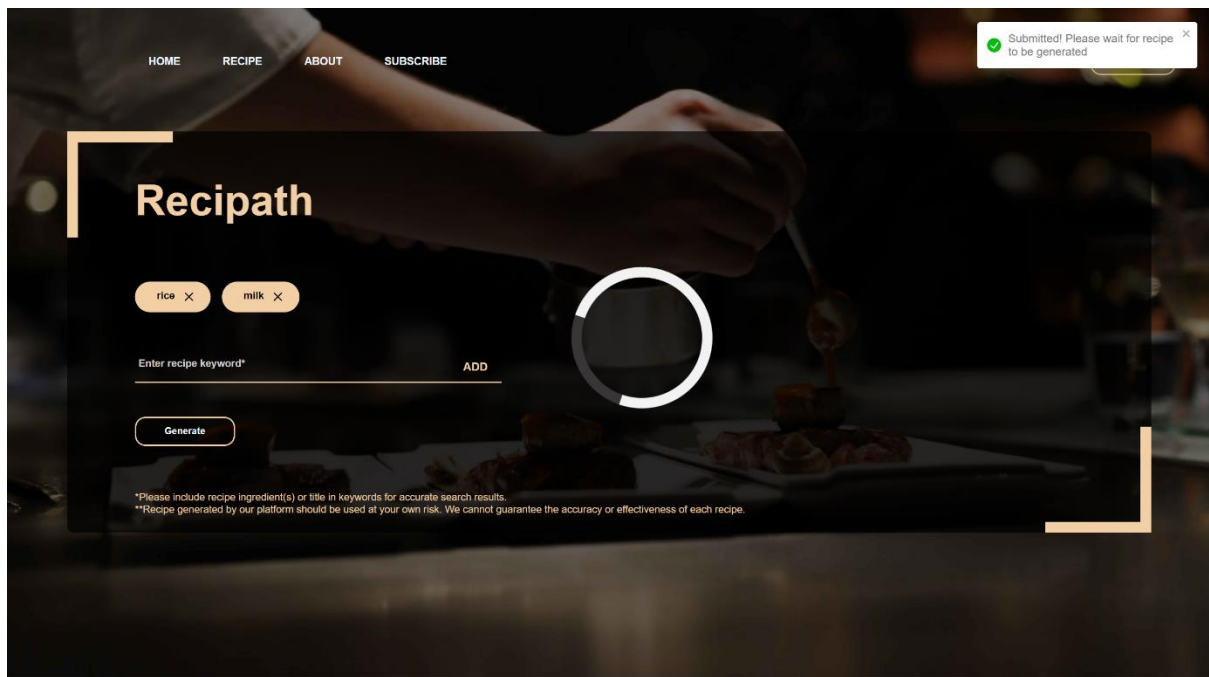 HOME RECIPE ABOUT SUBSCRIBE
Submitted! Please wait for recipe
to be generated
Recipath
rice milk
Enter recipe keyword*
ADD
Generate
*Please include recipe ingredient(s) or title in keywords for accurate search results.
**Recipe generated by our platform should be used at your own risk. We cannot guarantee the accuracy or effectiveness of each recipe.